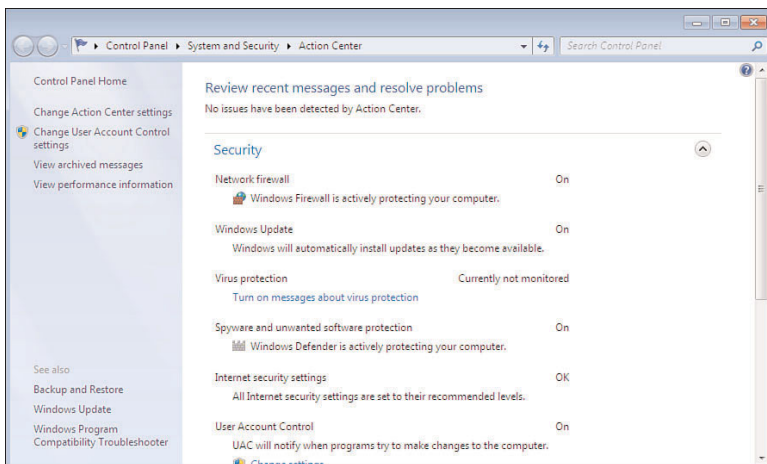 Control Panel ▸ System and Security ▸ Action Center
Search Control Panel
Control Panel Home
Change Action Center settings
Change User Account Control
settings
View archived messages
View performance information
See also
Backup and Restore
Windows Update
Windows Program
Compatibility Troubleshooter
Review recent messages and resolve problems
No issues have been detected by Action Center.
Security
Network firewall On
Windows Firewall is actively protecting your computer.
Windows Update On
Windows will automatically install updates as they become available.
Virus protection Currently not monitored
Turn on messages about virus protection
Spyware and unwanted software protection On
Windows Defender is actively protecting your computer.
Internet security settings OK
All Internet security settings are set to their recommended levels.
User Account Control On
UAC will notify when programs try to make changes to the computer.
Change settings